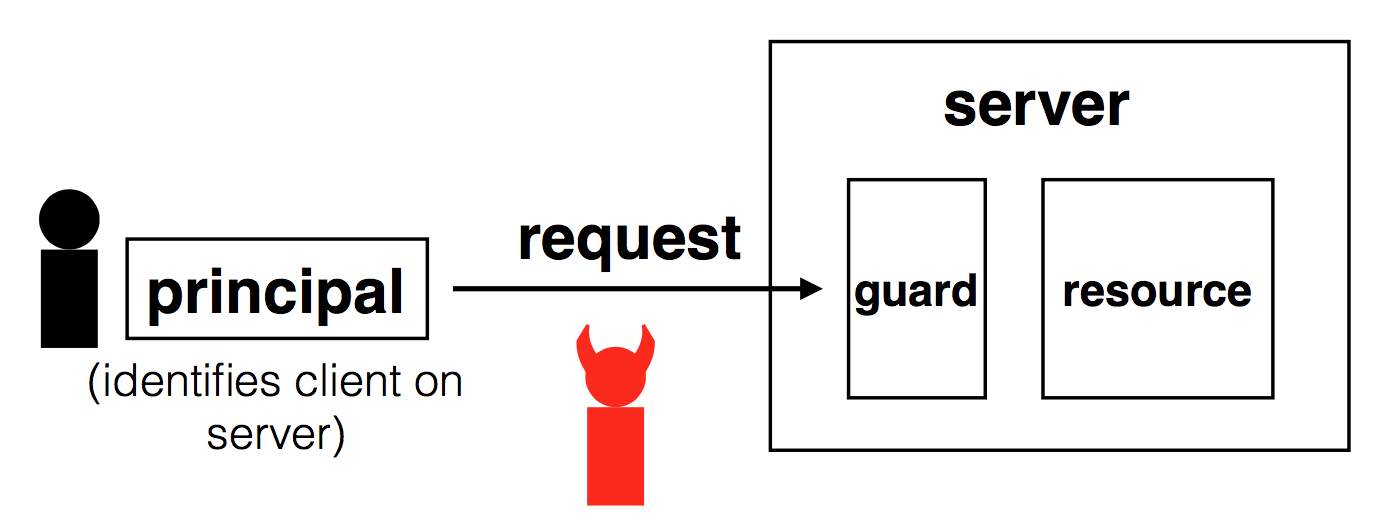 server
request
principal
guard
resource
(identifies client on
server)